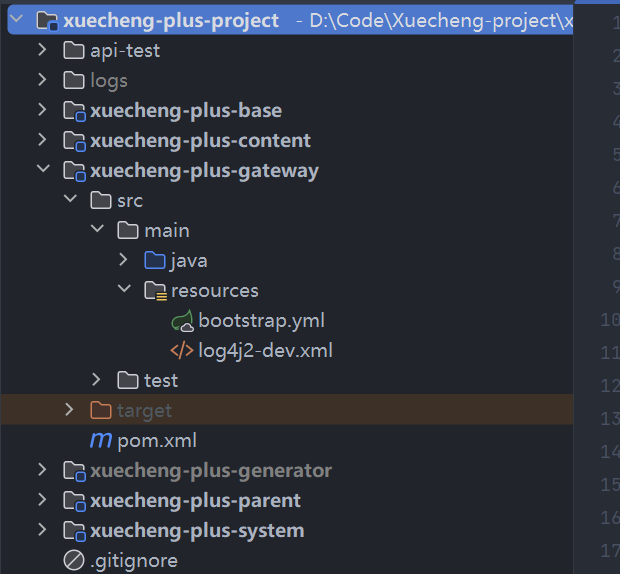 xuecheng-plus-project - D:\Code\Xuecheng-project\x
api-test
logs
xuecheng-plus-base
xuecheng-plus-content
xuecheng-plus-gateway
src
main
java
resources
bootstrap.yml
log4j2-dev.xml
test
target
pom.xml
xuecheng-plus-generator
xuecheng-plus-parent
xuecheng-plus-system
.gitignore
1
2
3
4
5
6
7
8
9
10
11
12
13
14
15
16
17